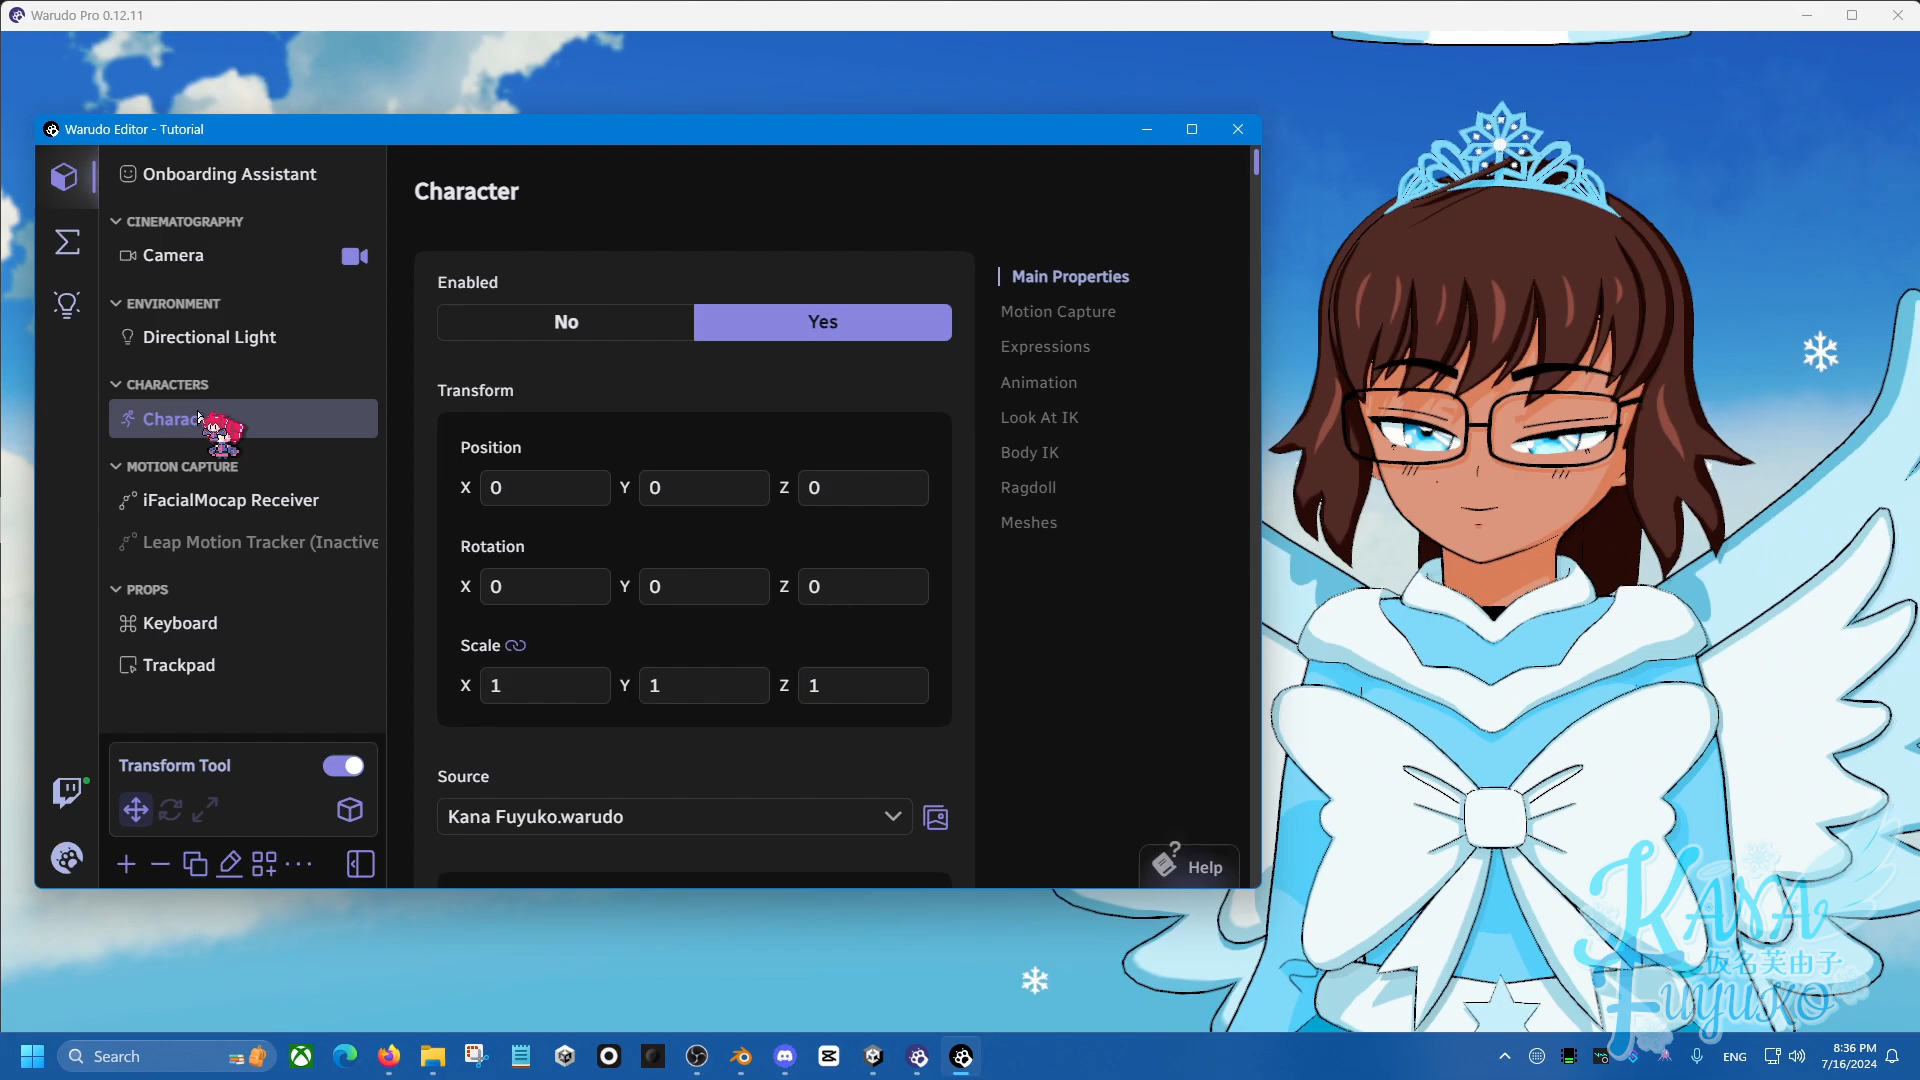 Warudo Pro 0.12.11
Warudo Editor - Tutorial
Onboarding Assistant
CINEMATOGRAPHY
Camera
ENVIRONMENT
Directional Light
CHARACTERS
Charac
MOTION CAPTURE
iFacialMocap Receiver
Leap Motion Tracker (Inactive
PROPS
Keyboard
Trackpad
Transform Tool
Character
Enabled
No
Yes
Transform
Position
X 0 Y 0 Z 0
Rotation
X 0 Y 0 Z 0
Scale
X 1 Y 1 Z 1
Source
Kana Fuyuko.warudo
Main Properties
Motion Capture
Expressions
Animation
Look At IK
Body IK
Ragdoll
Meshes
Help
KANA
仮名芙由子
Fuyuko
Search
ENG
8:36 PM
7/16/2024